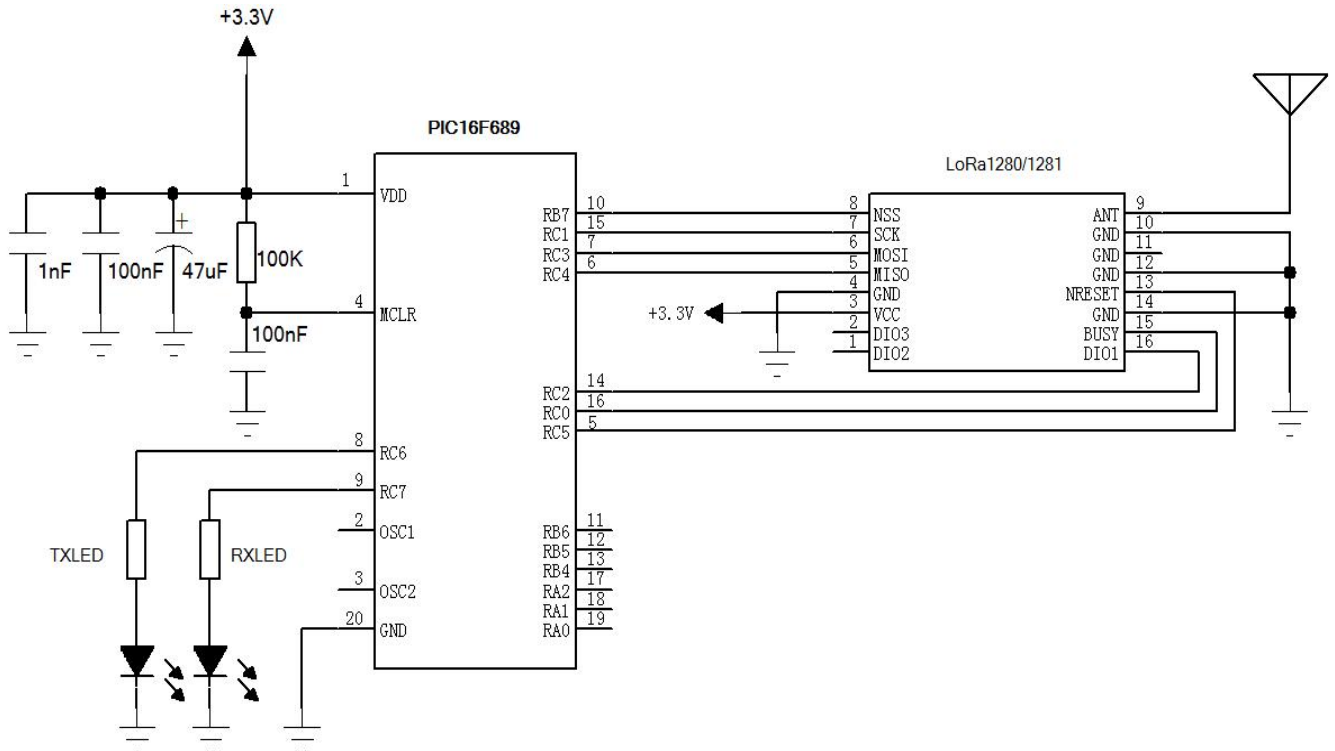 +3.3V
PIC16F689
LoRa1280/1281
1
VDD
1nF
100nF
47uF
+
100K
4
MCLR
100nF
RB7
10
RC1
15
RC3
7
RC4
6
8
NSS
7
SCK
6
MOSI
5
MISO
4
GND
3
VCC
2
DIO3
1
DIO2
+3.3V
ANT
9
GND
10
GND
11
GND
12
NRESET
13
GND
14
BUSY
15
DIO1
16
RC2
14
RC0
16
RC5
5
8
RC6
9
RC7
2
OSC1
3
OSC2
20
GND
TXLED
RXLED
RB6
11
RB5
12
RB4
13
RA2
17
RA1
18
RA0
19